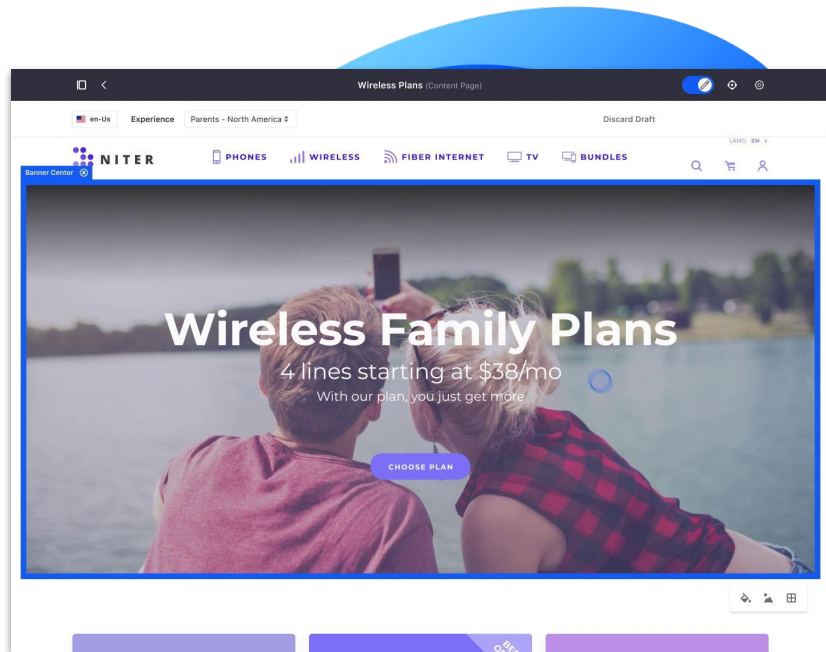 Wireless Plans (Content Page)
en-Us
Experience
Parents - North America
Discard Draft
LANG: EN
NITER
PHONES
WIRELESS
FIBER INTERNET
TV
BUNDLES
Banner Center
Wireless Family Plans
4 lines starting at $38/mo
With our plan, you just get more
CHOOSE PLAN